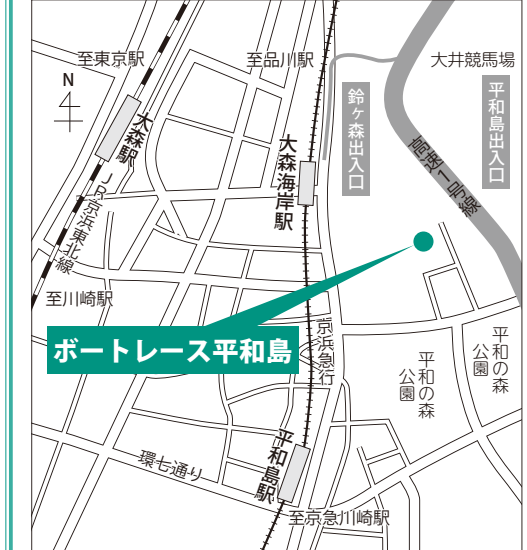 至東京駅
至品川駅
大井競馬場
N
鈴ヶ森出入口
平和島出入口
大森駅
大森海岸駅
高速1号線
JR京浜東北線
至川崎駅
ボートレース平和島
京浜急行
平和の森
公園
平和の森
公園
環七通り
平和島駅
至京急川崎駅